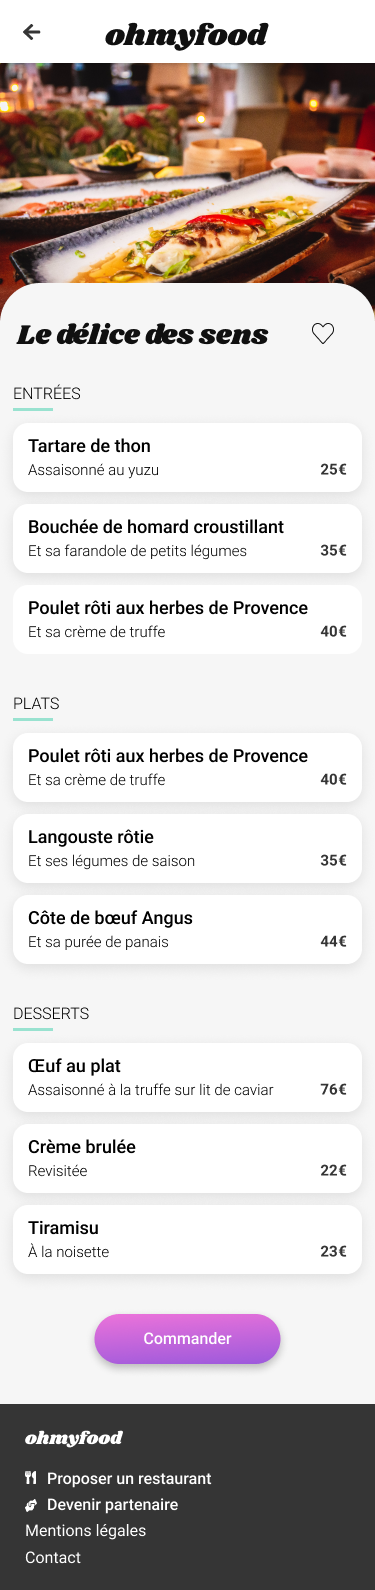 ohmyfood
Le délice des sens
ENTRÉES
Tartare de thon
Assaisonné au yuzu 25€
Bouchée de homard croustillant
Et sa farandole de petits légumes 35€
Poulet rôti aux herbes de Provence
Et sa crème de truffe 40€
PLATS
Poulet rôti aux herbes de Provence
Et sa crème de truffe 40€
Langouste rôtie
Et ses légumes de saison 35€
Côte de bœuf Angus
Et sa purée de panais 44€
DESSERTS
Œuf au plat
Assaisonné à la truffe sur lit de caviar 76€
Crème brulée
Revisitée 22€
Tiramisu
À la noisette 23€
Commander
ohmyfood
Proposer un restaurant
Devenir partenaire
Mentions légales
Contact